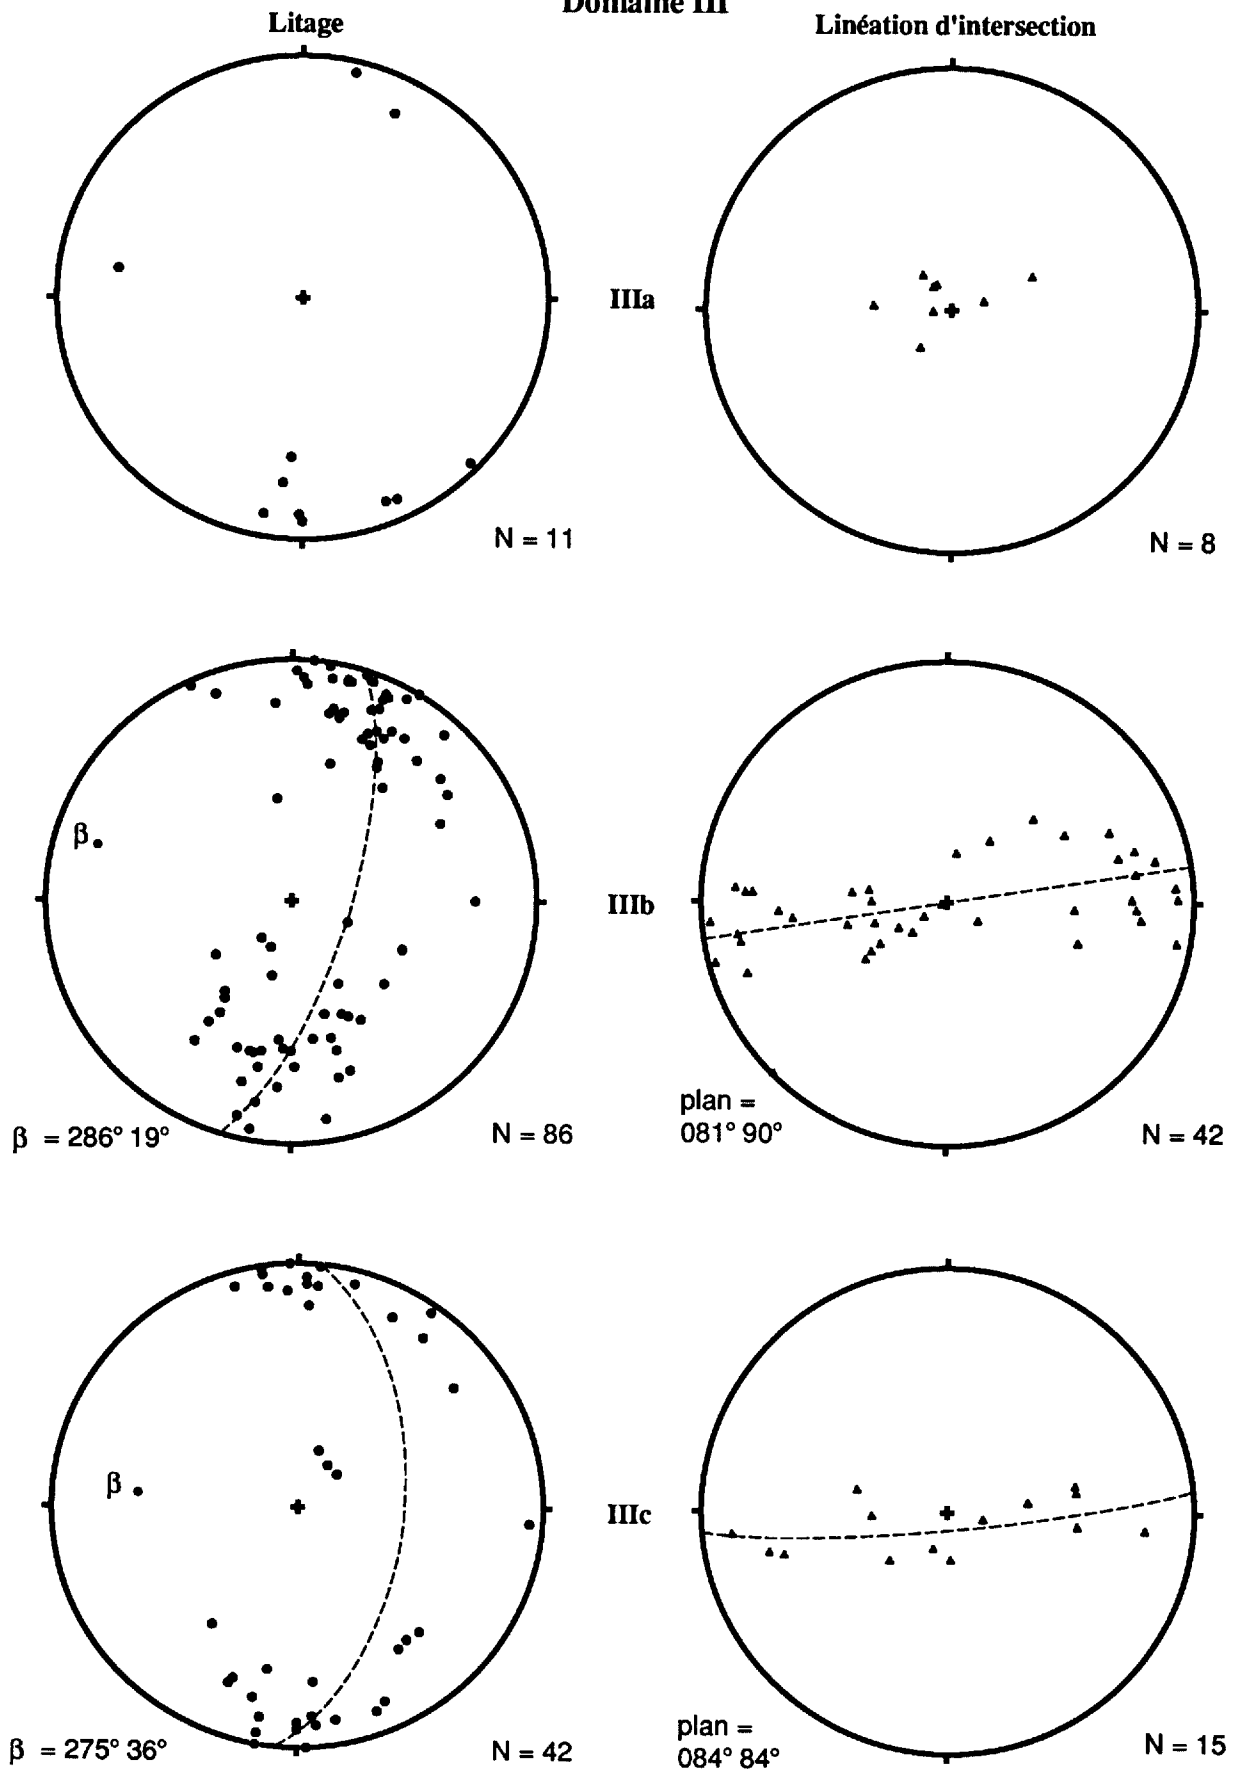 Domaine III
Litage
Linéation d'intersection
IIIa
N = 11
N = 8
β
IIIb
β = 286° 19°
N = 86
plan =
081° 90°
N = 42
β
IIIc
β = 275° 36°
N = 42
plan =
084° 84°
N = 15